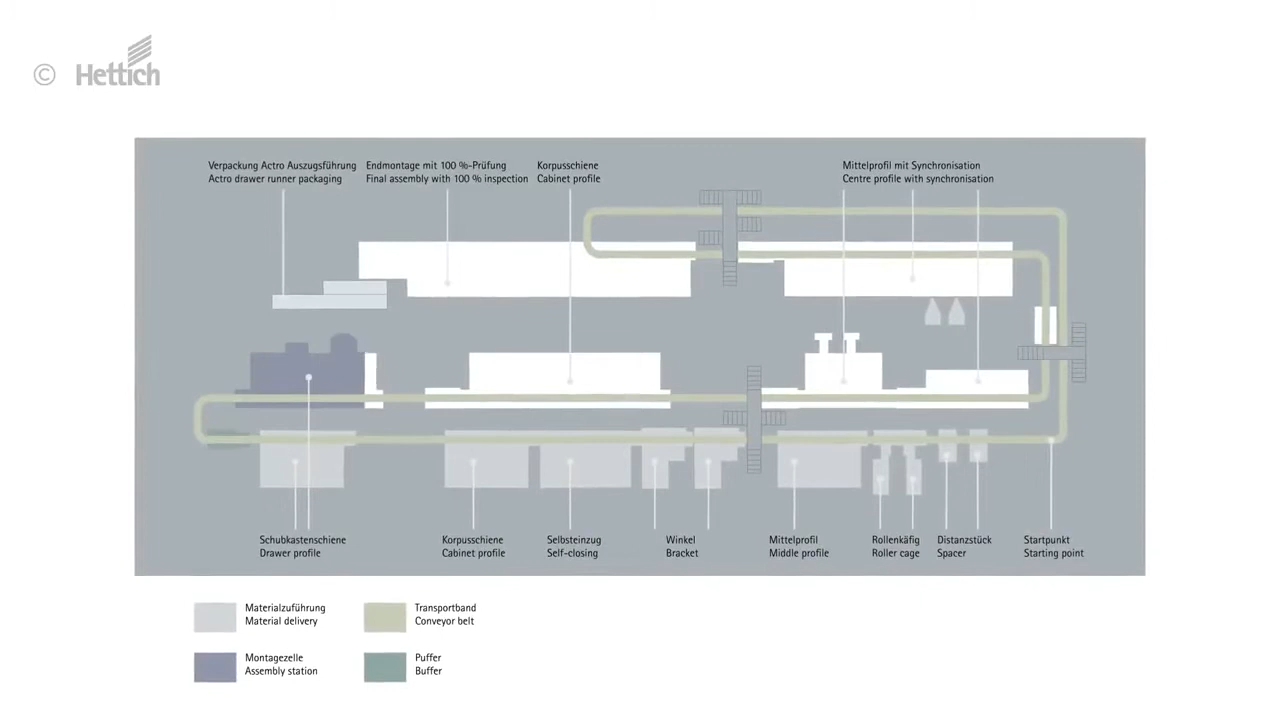 © Hettich
Verpackung Actro Auszugsführung
Actro drawer runner packaging
Endmontage mit 100 %-Prüfung
Final assembly with 100 % inspection
Korpusschiene
Cabinet profile
Mittelprofil mit Synchronisation
Centre profile with synchronisation
Schubkastenschiene
Drawer profile
Korpusschiene
Cabinet profile
Selbsteinzug
Self-closing
Winkel
Bracket
Mittelprofil
Middle profile
Rollenkäfig
Roller cage
Distanzstück
Spacer
Startpunkt
Starting point
Materialzuführung
Material delivery
Transportband
Conveyor belt
Montagezelle
Assembly station
Puffer
Buffer